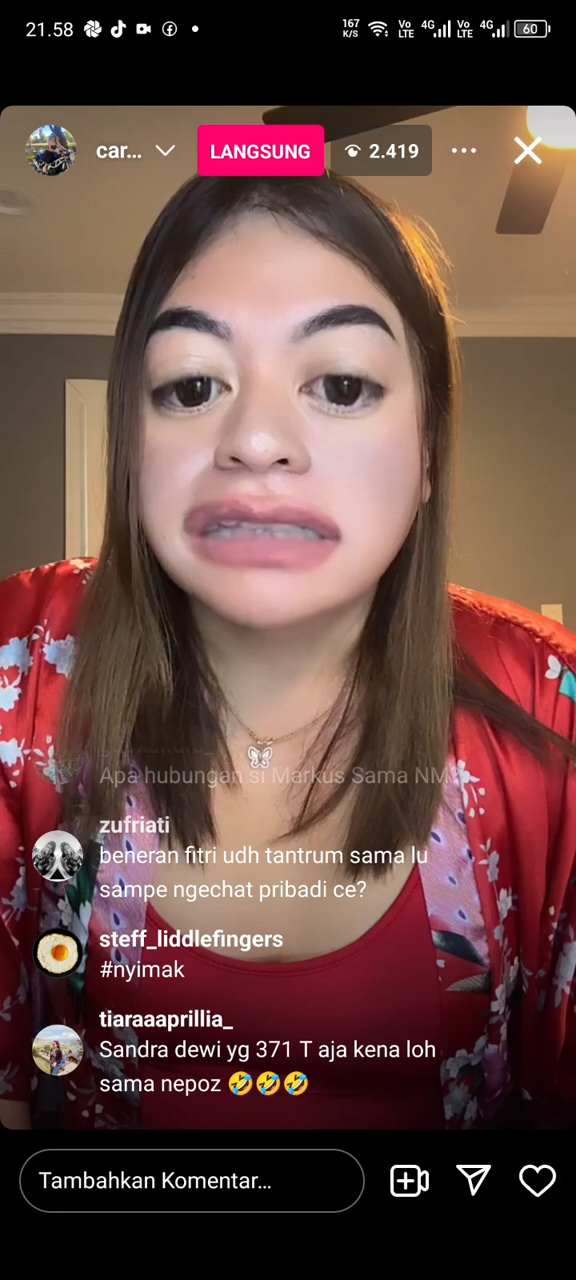 21.58
167
K/S
Vo
LTE
4G
Vo
LTE
4G
60
car...
LANGSUNG
2.419
Apa hubungan si Markus Sama NM
zufriati
beneran fitri udh tantrum sama lu
sampe ngechat pribadi ce?
steff_liddlefingers
#nyimak
tiaraaaprillia_
Sandra dewi yg 371 T aja kena loh
sama nepoz 🤣🤣🤣
Tambahkan Komentar...